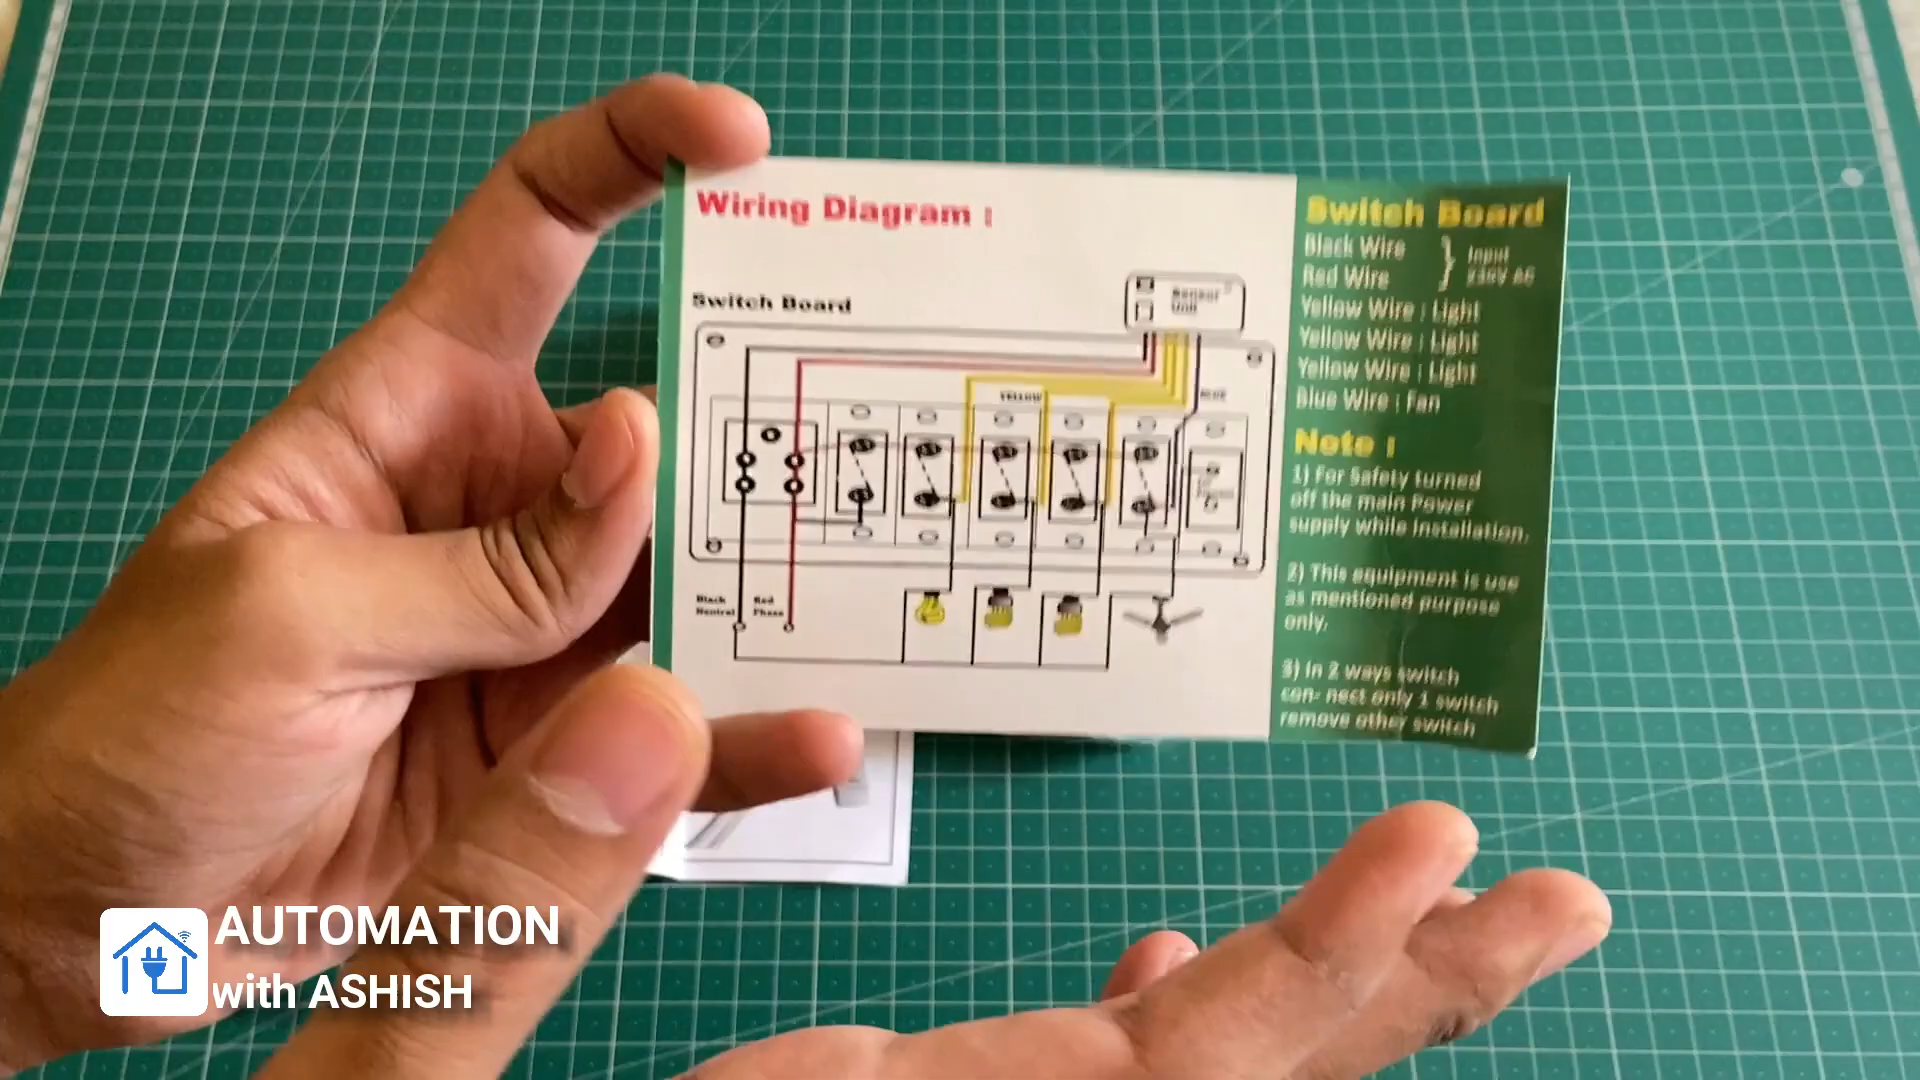 Wiring Diagram :
Switch Board
Sensor
Unit
YELLOW
BLUE
Black
Neutral
Red
Phase
Switch Board
Black Wire
Red Wire
Input
230V AC
Yellow Wire : Light
Yellow Wire : Light
Yellow Wire : Light
Blue Wire : Fan
Note :
1) For Safety turned
off the main Power
supply while installation.
2) This equipment is use
as mentioned purpose
only.
3) In 2 ways switch
con- nect only 1 switch
remove other switch
AUTOMATION
with ASHISH